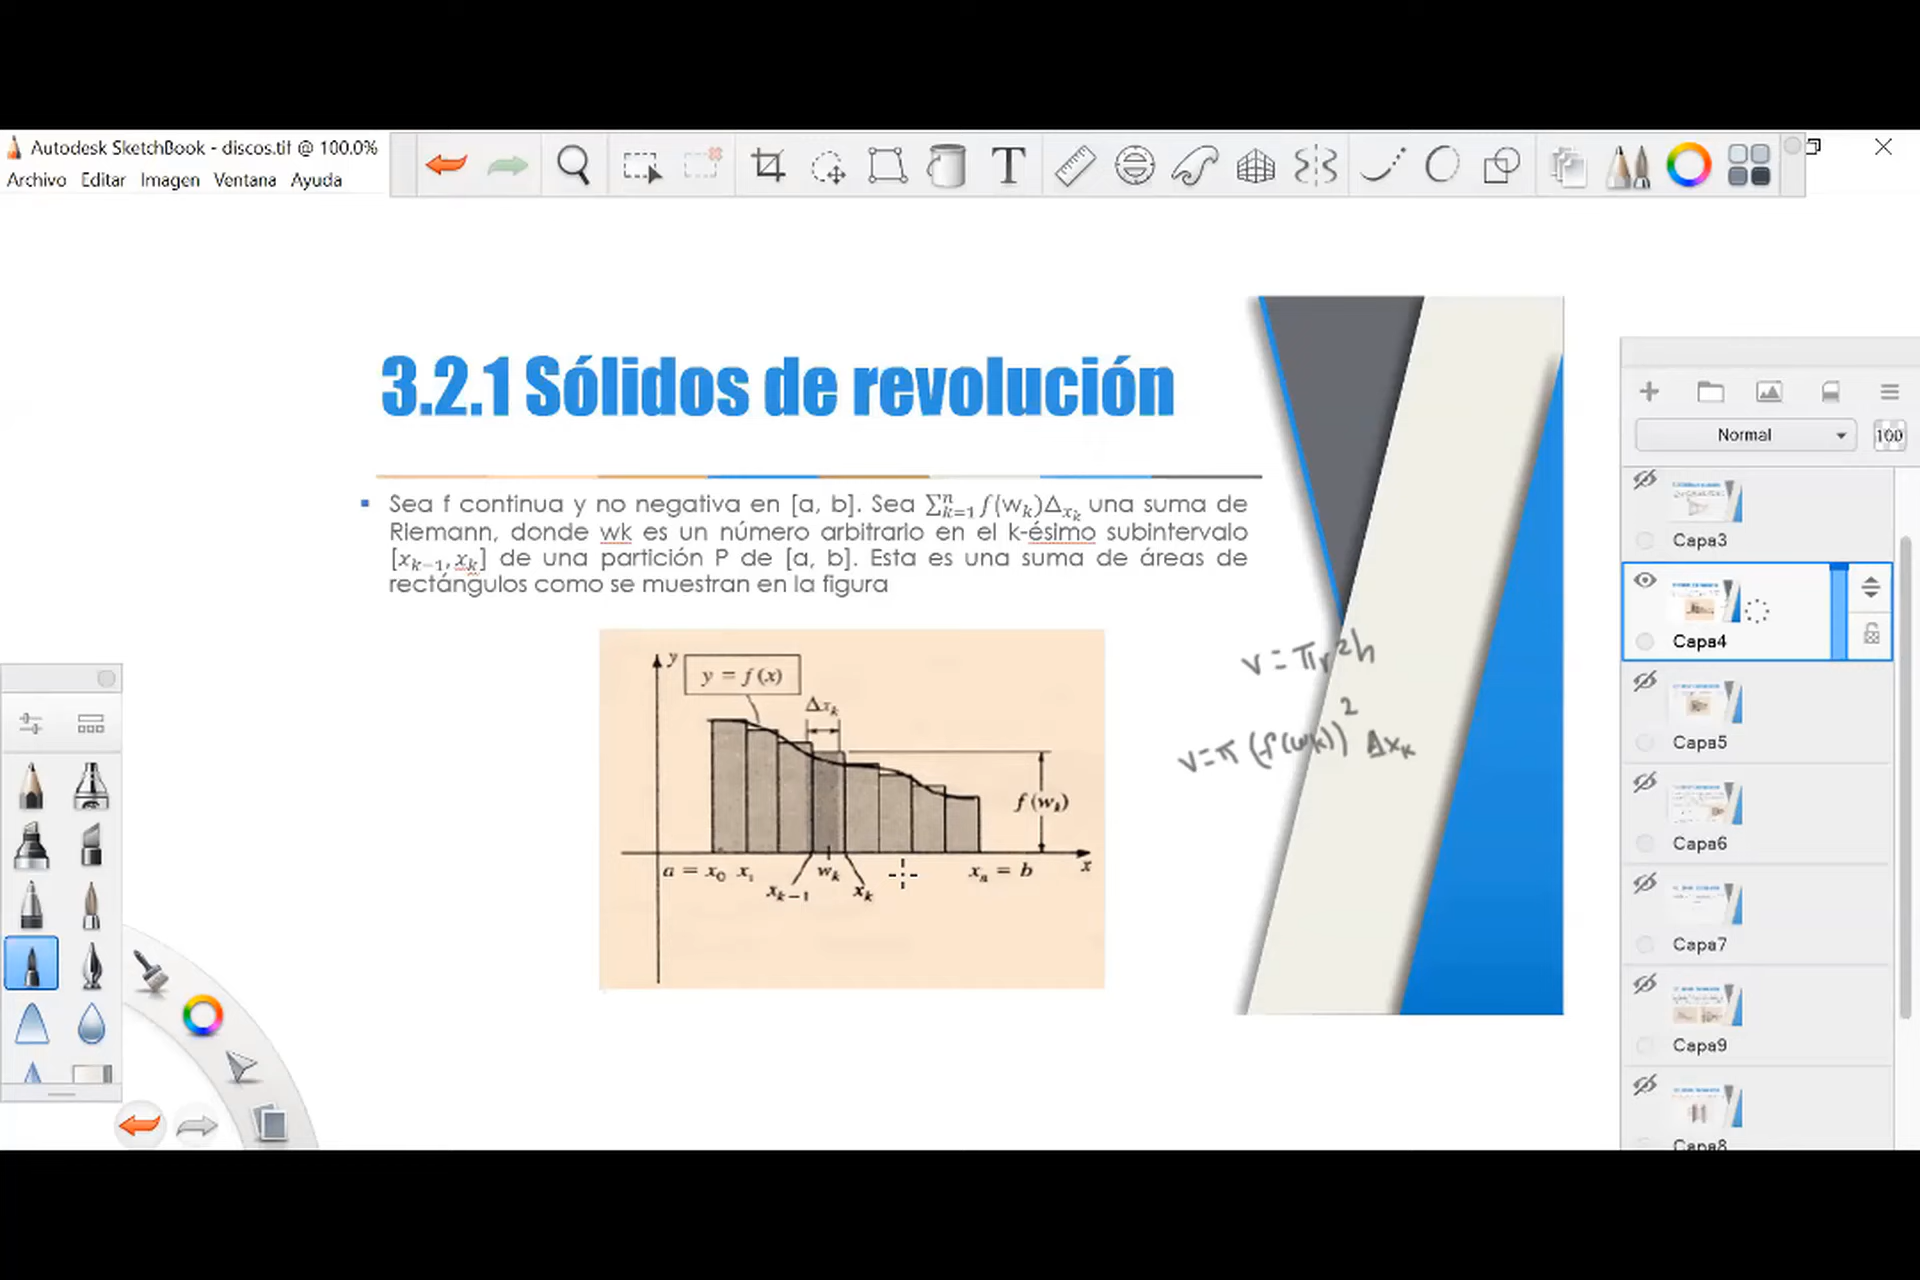 Autodesk SketchBook - discos.tif @ 100.0%
Archivo Editar Imagen Ventana Ayuda
T
3.2.1 Sólidos de revolución
▪ Sea f continua y no negativa en [a, b]. Sea ∑ⁿₖ₌₁ f(wₖ)Δₓₖ una suma de
Riemann, donde wk es un número arbitrario en el k-ésimo subintervalo
[xₖ₋₁, xₖ] de una partición P de [a, b]. Esta es una suma de áreas de
rectángulos como se muestran en la figura
y
y = f(x)
Δxₖ
f(wₖ)
a = x₀ x₁ wₖ xₙ = b x
xₖ₋₁ xₖ
v = πr²h
v = π (f(wk))² Δxₖ
Normal
100
Capa3
Capa4
Capa5
Capa6
Capa7
Capa9
Capa8